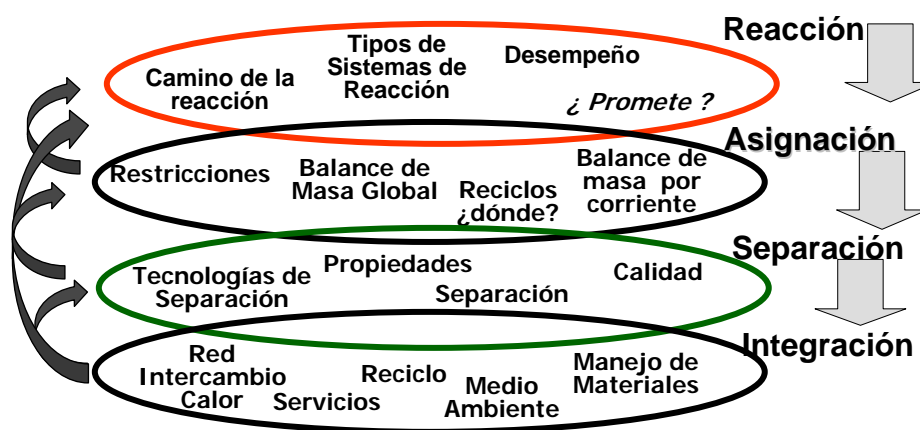 Reacción
Camino de la
reacción
Tipos de
Sistemas de
Reacción
Desempeño
¿ Promete ?
Asignación
Restricciones
Balance de
Masa Global
Reciclos
¿dónde?
Balance de
masa por
corriente
Separación
Tecnologías de
Separación
Propiedades
Separación
Calidad
Integración
Red
Intercambio
Calor
Servicios
Reciclo
Medio
Ambiente
Manejo de
Materiales